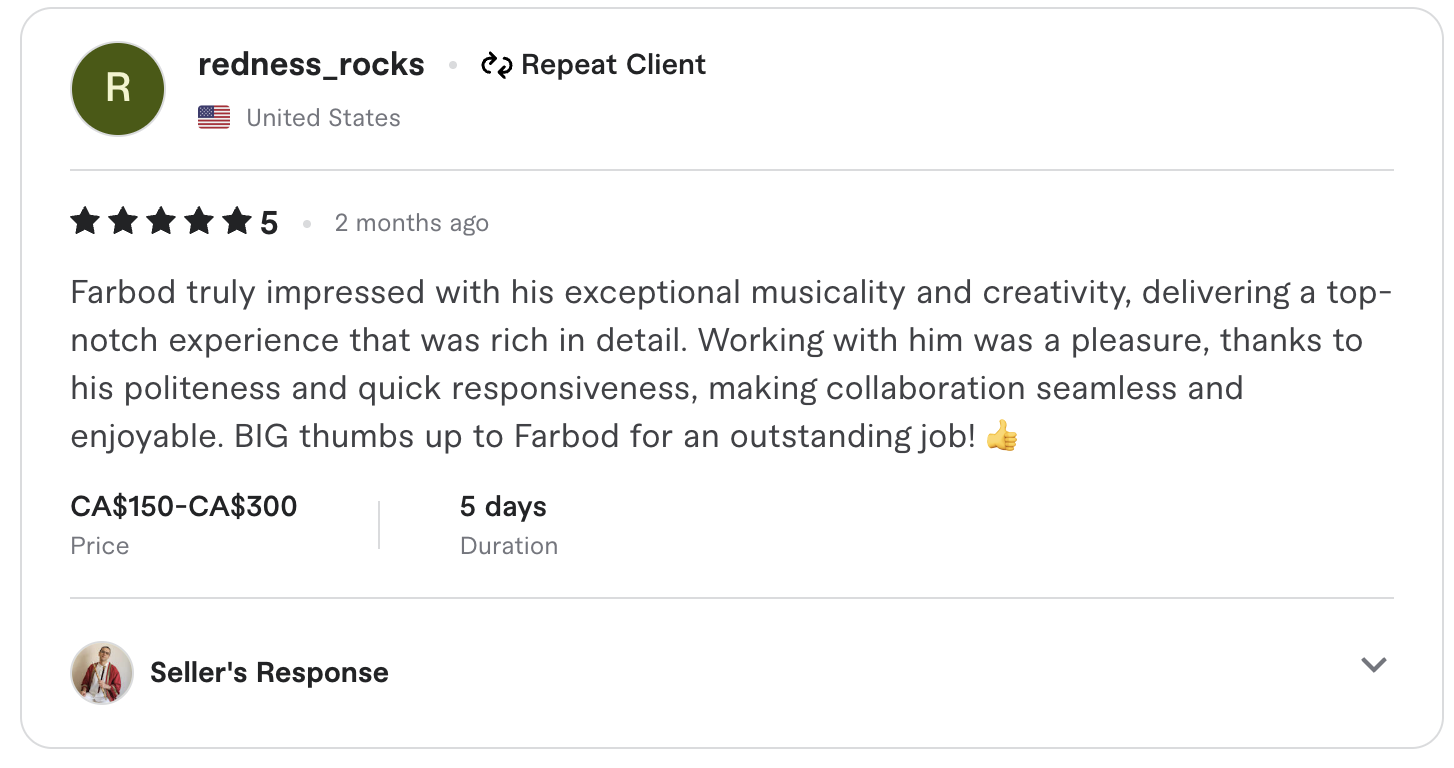 R
redness_rocks • Repeat Client
United States
5 • 2 months ago
Farbod truly impressed with his exceptional musicality and creativity, delivering a top-
notch experience that was rich in detail. Working with him was a pleasure, thanks to
his politeness and quick responsiveness, making collaboration seamless and
enjoyable. BIG thumbs up to Farbod for an outstanding job! 👍
CA$150-CA$300 5 days
Price Duration
Seller's Response